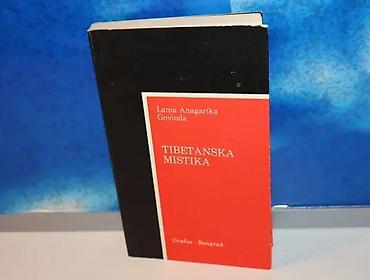 Lama Anagarika
Govinda
TIBETANSKA
MISTIKA
Grafos Beograd